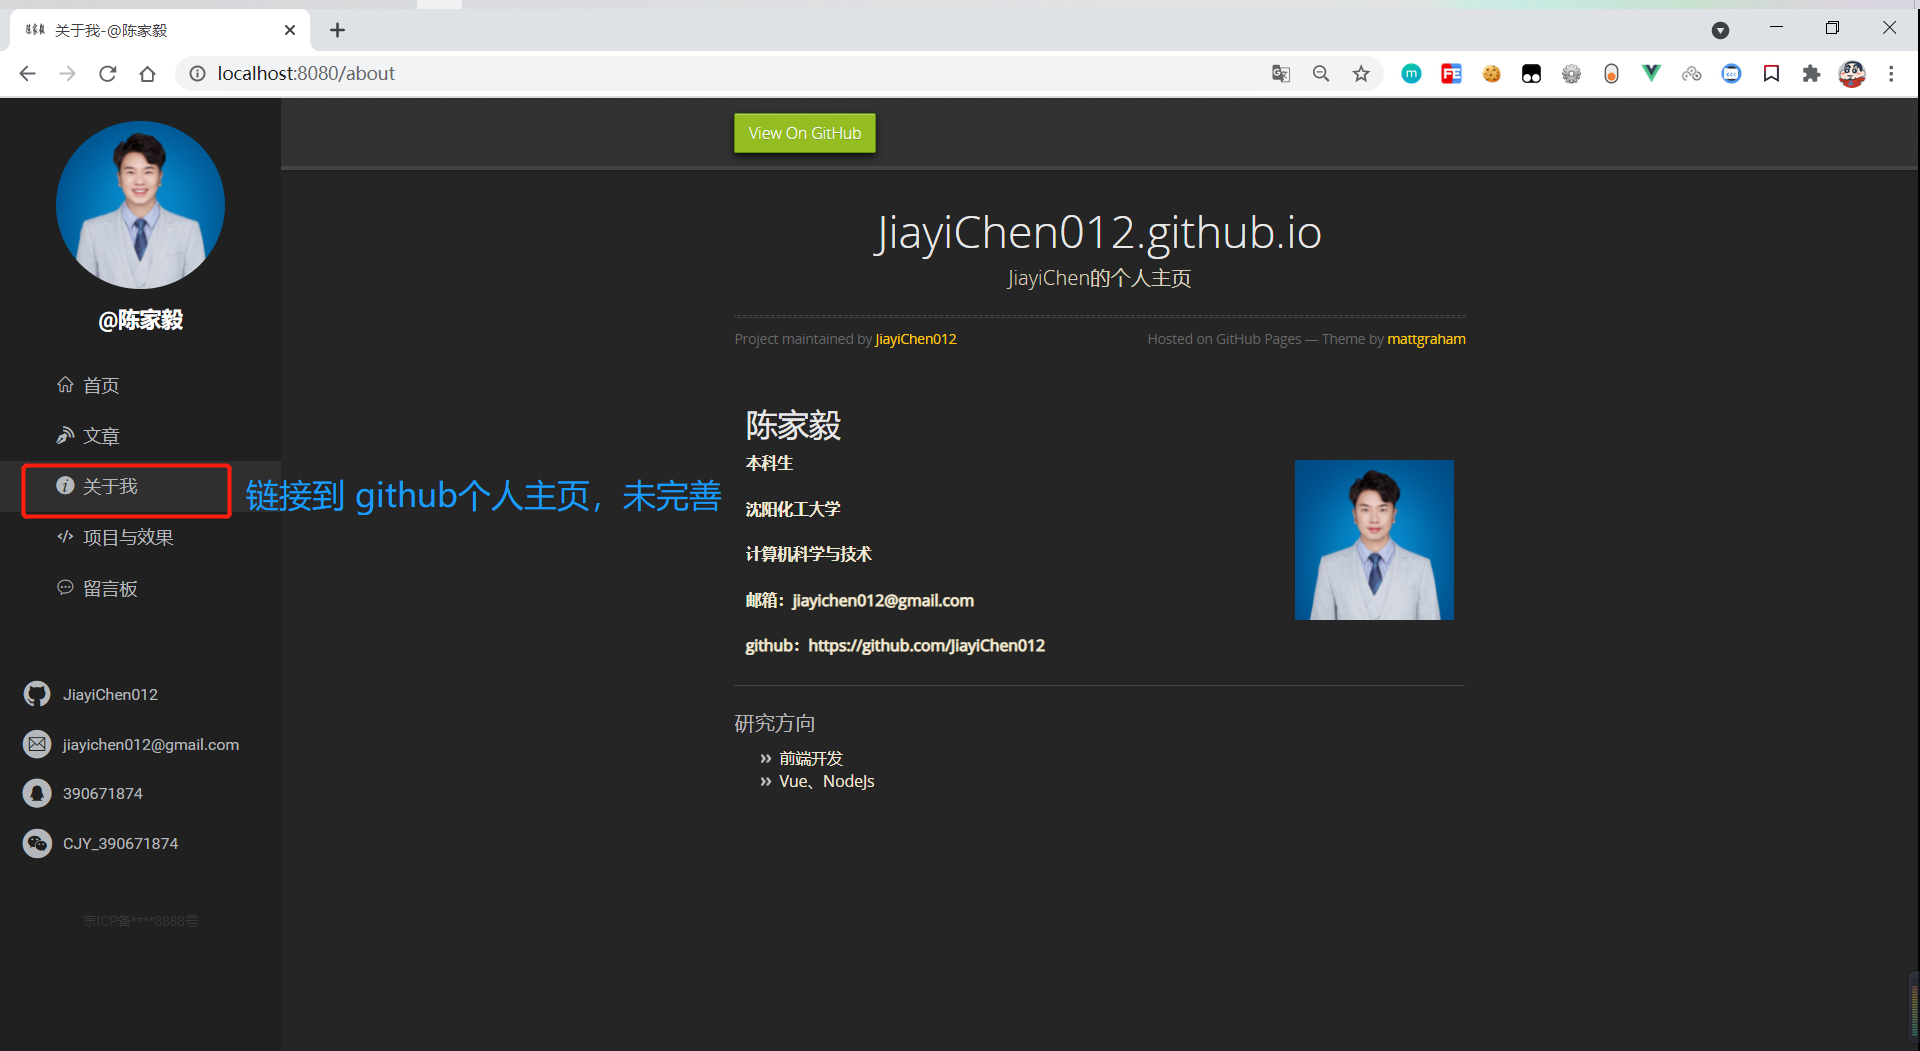 关于我-@陈家毅
localhost:8080/about
@陈家毅
首页
文章
关于我
项目与效果
留言板
JiayiChen012
jiayichen012@gmail.com
390671874
CJY_390671874
京ICP备****8888号
链接到 github个人主页，未完善
View On GitHub
JiayiChen012.github.io
JiayiChen的个人主页
Project maintained by JiayiChen012
Hosted on GitHub Pages — Theme by mattgraham
陈家毅
本科生
沈阳化工大学
计算机科学与技术
邮箱：jiayichen012@gmail.com
github：https://github.com/JiayiChen012
研究方向
›› 前端开发
›› Vue、NodeJs